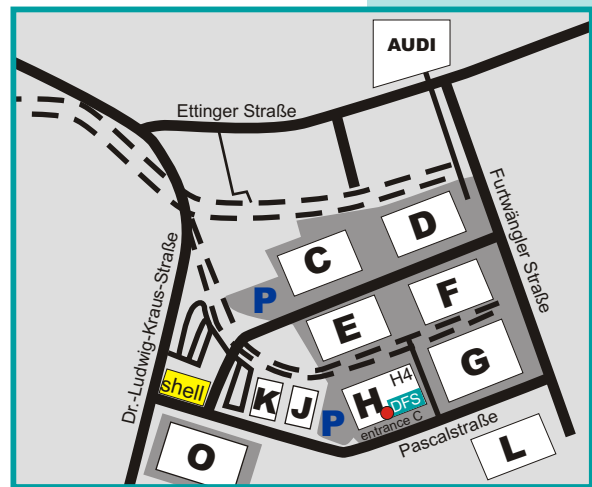 AUDI
Ettinger Straße
Furtwängler Straße
D
C
F
P
E
Dr.-Ludwig-Kraus-Straße
G
H4
shell
K
J
H
DFS
P
entrance C
Pascalstraße
L
O